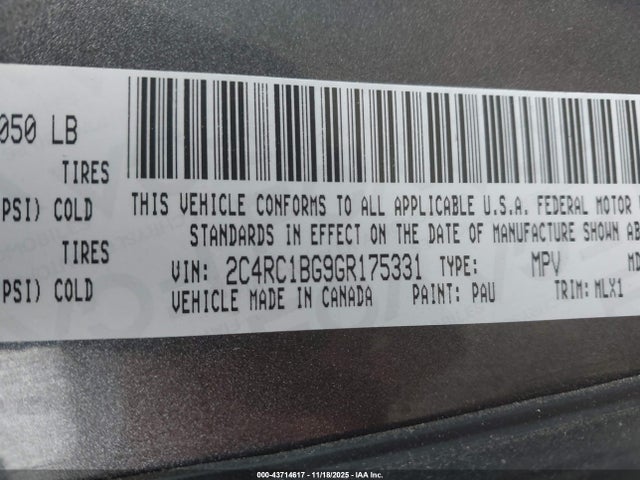 050 LB
TIRES
PSI) COLD
TIRES
PSI) COLD
THIS VEHICLE CONFORMS TO ALL APPLICABLE U.S.A. FEDERAL MOTOR
STANDARDS IN EFFECT ON THE DATE OF MANUFACTURE SHOWN AB
VIN: 2C4RC1BG9GR175331 TYPE: MPV MD
VEHICLE MADE IN CANADA PAINT: PAU TRIM: MLX1
000-43714617 - 11/18/2025 - IAA Inc.